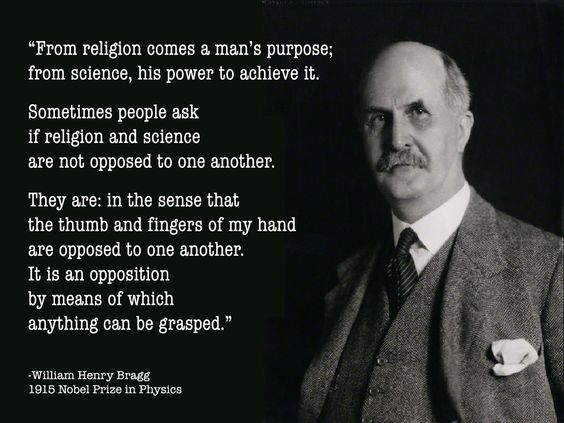 “From religion comes a man’s purpose;
from science, his power to achieve it.
Sometimes people ask
if religion and science
are not opposed to one another.
They are: in the sense that
the thumb and fingers of my hand
are opposed to one another.
It is an opposition
by means of which
anything can be grasped.”
-William Henry Bragg
1915 Nobel Prize in Physics